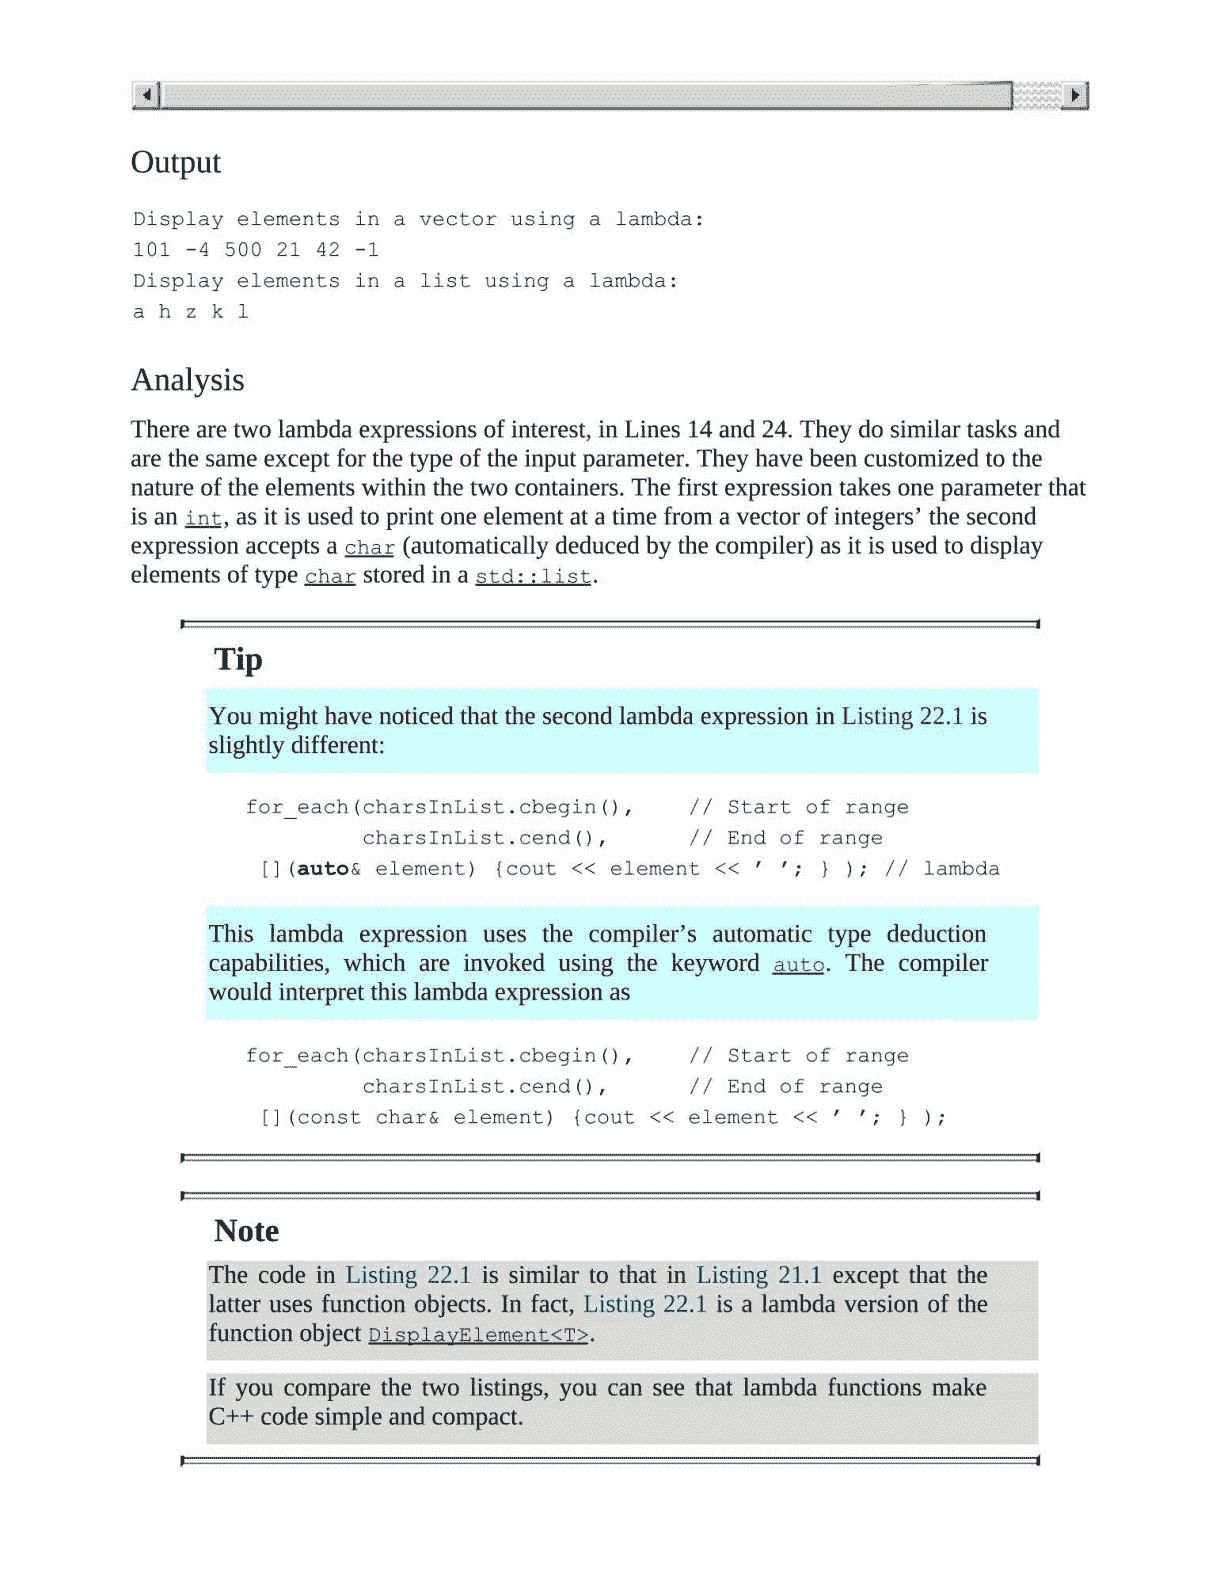 Output
Display elements in a vector using a lambda:
101 -4 500 21 42 -1
Display elements in a list using a lambda:
a h z k l
Analysis
There are two lambda expressions of interest, in Lines 14 and 24. They do similar tasks and
are the same except for the type of the input parameter. They have been customized to the
nature of the elements within the two containers. The first expression takes one parameter that
is an int, as it is used to print one element at a time from a vector of integers’ the second
expression accepts a char (automatically deduced by the compiler) as it is used to display
elements of type char stored in a std::list.
Tip
You might have noticed that the second lambda expression in Listing 22.1 is
slightly different:
for_each(charsInList.cbegin(), // Start of range
charsInList.cend(), // End of range
[](auto& element) {cout << element << ’ ’; } ); // lambda
This lambda expression uses the compiler’s automatic type deduction
capabilities, which are invoked using the keyword auto. The compiler
would interpret this lambda expression as
for_each(charsInList.cbegin(), // Start of range
charsInList.cend(), // End of range
[](const char& element) {cout << element << ’ ’; } );
Note
The code in Listing 22.1 is similar to that in Listing 21.1 except that the
latter uses function objects. In fact, Listing 22.1 is a lambda version of the
function object DisplayElement<T>.
If you compare the two listings, you can see that lambda functions make
C++ code simple and compact.